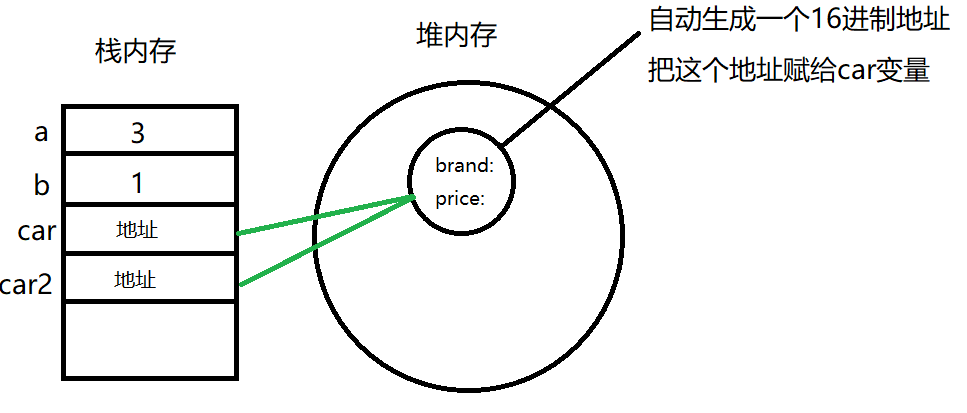 自动生成一个16进制地址
把这个地址赋给car变量
栈内存
堆内存
a
3
b
1
car
地址
car2
地址
brand:
price: